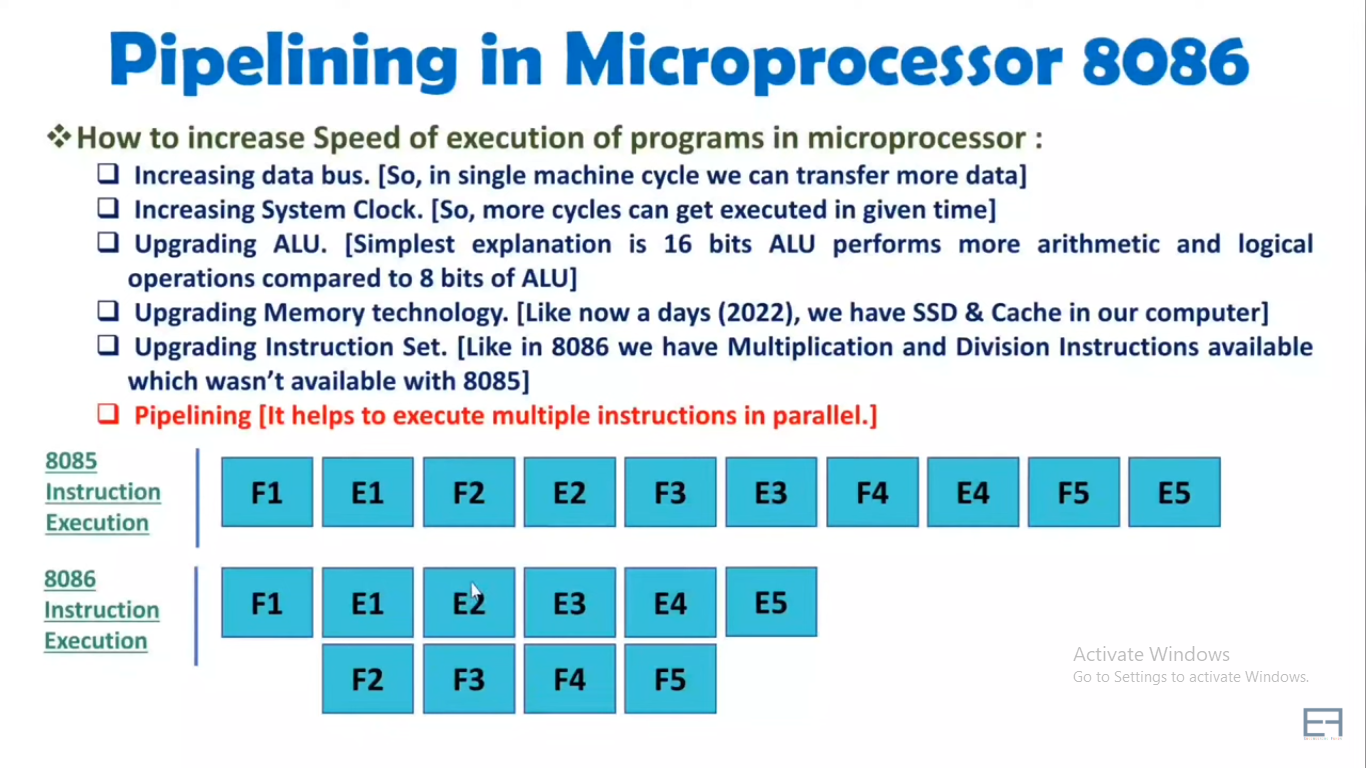 Pipelining in Microprocessor 8086
How to increase Speed of execution of programs in microprocessor :
Increasing data bus. [So, in single machine cycle we can transfer more data]
Increasing System Clock. [So, more cycles can get executed in given time]
Upgrading ALU. [Simplest explanation is 16 bits ALU performs more arithmetic and logical
operations compared to 8 bits of ALU]
Upgrading Memory technology. [Like now a days (2022), we have SSD & Cache in our computer]
Upgrading Instruction Set. [Like in 8086 we have Multiplication and Division Instructions available
which wasn't available with 8085]
Pipelining [It helps to execute multiple instructions in parallel.]
8085
Instruction
Execution
F1 E1 F2 E2 F3 E3 F4 E4 F5 E5
8086
Instruction
Execution
F1 E1 E2 E3 E4 E5
F2 F3 F4 F5
Activate Windows
Go to Settings to activate Windows.